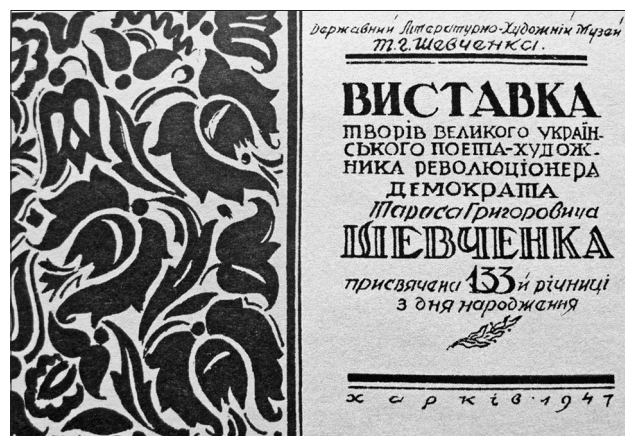 Державний Літературно-Художній Музей
Т.Г. Шевченка.
ВИСТАВКА
ТВОРІВ ВЕЛИКОГО УКРАЇН-
СЬКОГО ПОЕТА-ХУДОЖ-
НИКА РЕВОЛЮЦІОНЕРА
ДЕМОКРАТА
Тараса Григоровича
ШЕВЧЕНКА
присвячена 133й річниці
з дня народження
харків·1947